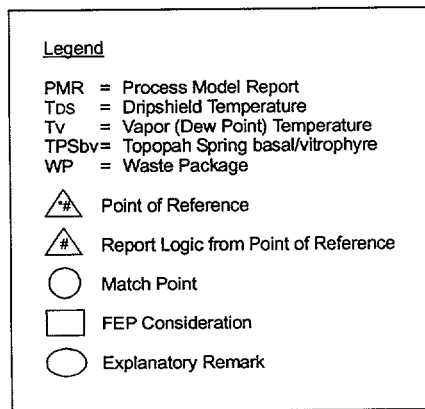 Legend
PMR = Process Model Report
TDS = Dripshield Temperature
Tv = Vapor (Dew Point) Temperature
TPSbv= Topopah Spring basal/vitrophyre
WP = Waste Package
*# Point of Reference
# Report Logic from Point of Reference
Match Point
FEP Consideration
Explanatory Remark